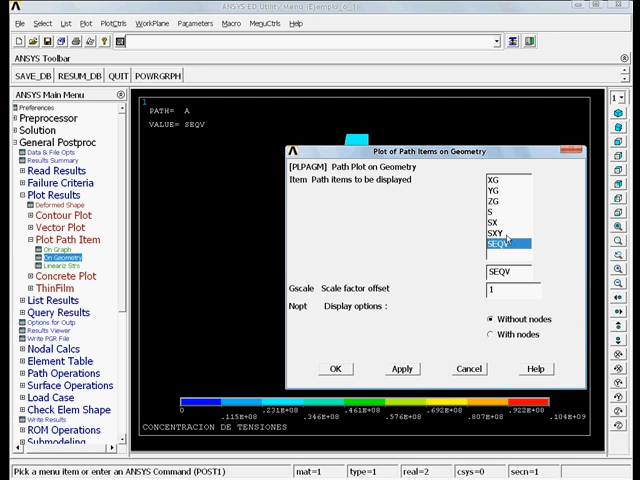 ANSYS ED Utility Menu (Ejemplo_6_1)
File Select List Plot PlotCtrls WorkPlane Parameters Macro MenuCtrls Help
ANSYS Toolbar
SAVE_DB RESUM_DB QUIT POWRGRPH
ANSYS Main Menu
Preferences
Preprocessor
Solution
General Postproc
Data & File Opts
Results Summary
Read Results
Failure Criteria
Plot Results
Deformed Shape
Contour Plot
Vector Plot
Plot Path Item
On Graph
On Geometry
Lineariz Strs
Concrete Plot
ThinFilm
List Results
Query Results
Options for Outp
Results Viewer
Write PGR File
Nodal Calcs
Element Table
Path Operations
Surface Operations
Load Case
Check Elem Shape
Write Results
ROM Operations
Submodeling
1
PATH= A
VALUE= SEQV
Plot of Path Items on Geometry
[PLPAGM] Path Plot on Geometry
Item Path items to be displayed
XG
YG
ZG
S
SX
SXY
SEQV
SEQV
Gscale Scale factor offset
1
Nopt Display options :
Without nodes
With nodes
OK Apply Cancel Help
0 .231E+08 .461E+08 .692E+08 .922E+08
.115E+08 .346E+08 .576E+08 .807E+08 .104E+09
CONCENTRACION DE TENSIONES
1
Pick a menu item or enter an ANSYS Command (POST1) mat=1 type=1 real=2 csys=0 secn=1